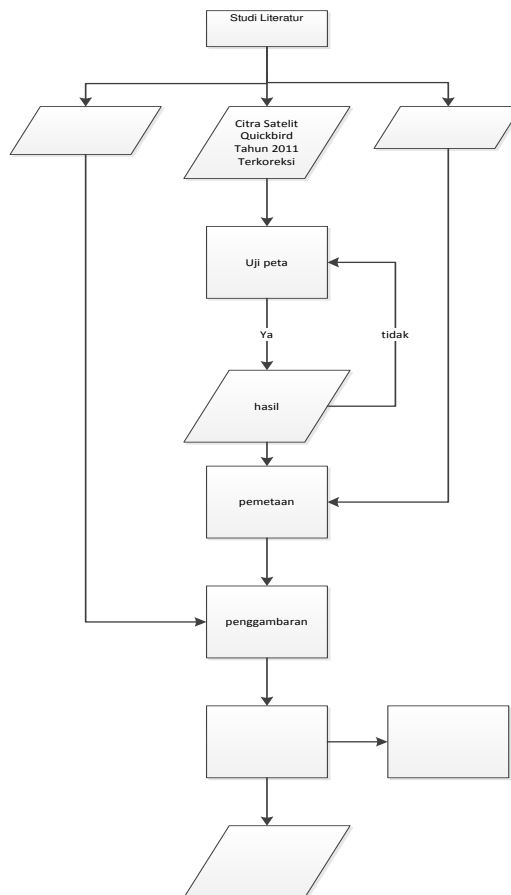 Studi Literatur
Citra Satelit
Quickbird
Tahun 2011
Terkoreksi
Uji peta
Ya
tidak
hasil
pemetaan
penggambaran